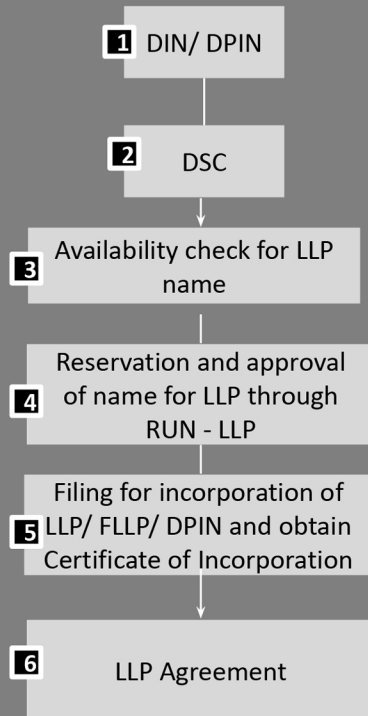 1 DIN/ DPIN
2 DSC
3 Availability check for LLP
name
4 Reservation and approval
of name for LLP through
RUN - LLP
5 Filing for incorporation of
LLP/ FLLP/ DPIN and obtain
Certificate of Incorporation
6 LLP Agreement